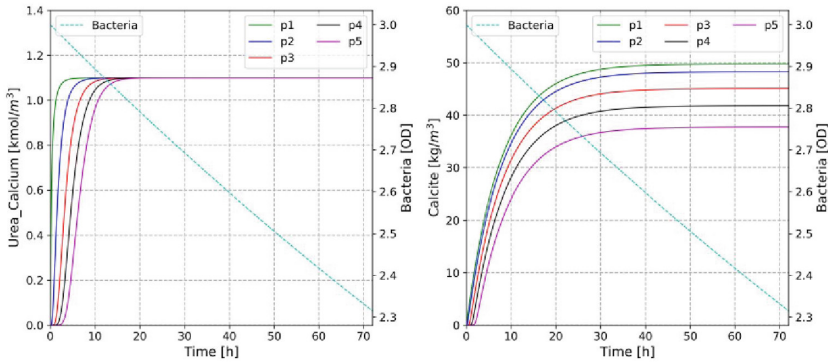 Bacteria
p1 p4
p2 p5
p3
1.4
1.2
1.0
0.8
0.6
0.4
0.2
0.0
Urea_Calcium [kmol/m³]
3.0
2.9
2.8
2.7
2.6
2.5
2.4
2.3
Bacteria [OD]
0 10 20 30 40 50 60 70
Time [h]
Bacteria
p1 p3 p5
p2 p4
60
50
40
30
20
10
0
Calcite [kg/m³]
3.0
2.9
2.8
2.7
2.6
2.5
2.4
2.3
Bacteria [OD]
0 10 20 30 40 50 60 70
Time [h]